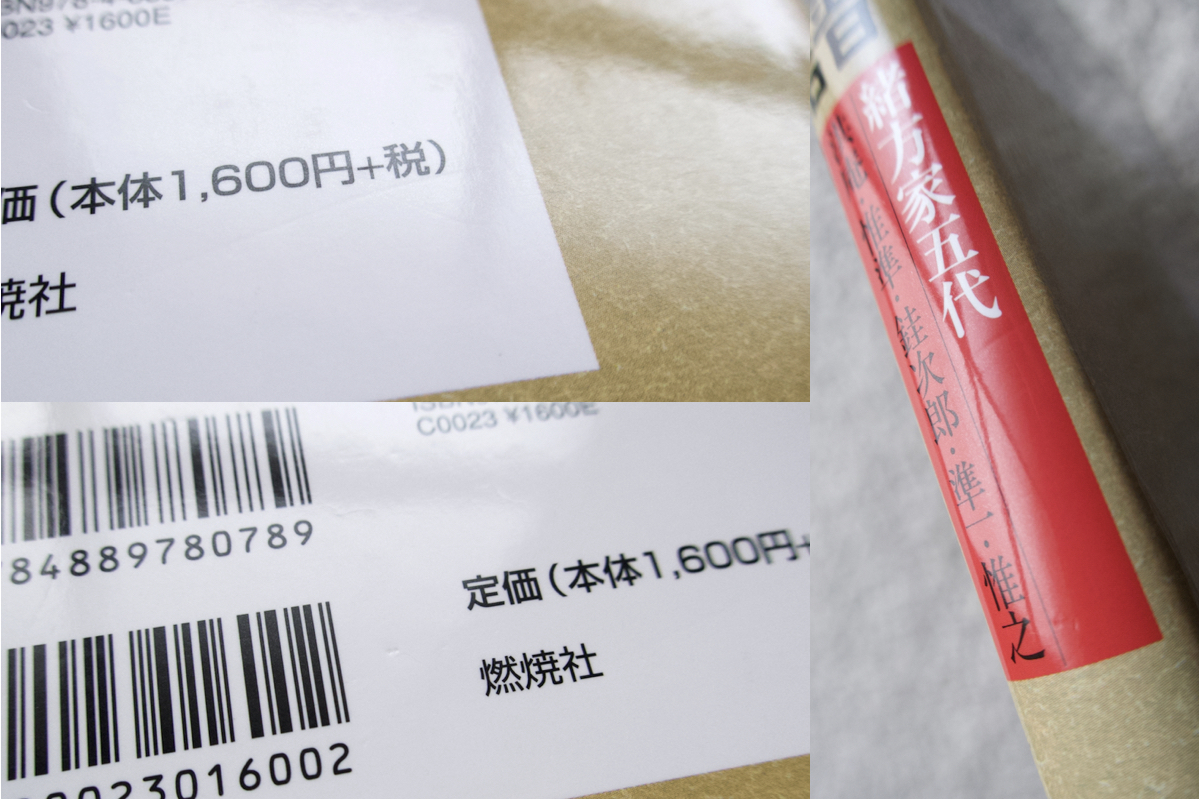 C0023 ¥1600E
価(本体1,600円+税)
焼社
C0023 ¥1600E
84889780789
定価(本体1,600円+
燃焼社
023016002
緒方家五代
惟準・銈次郎・準一・惟之